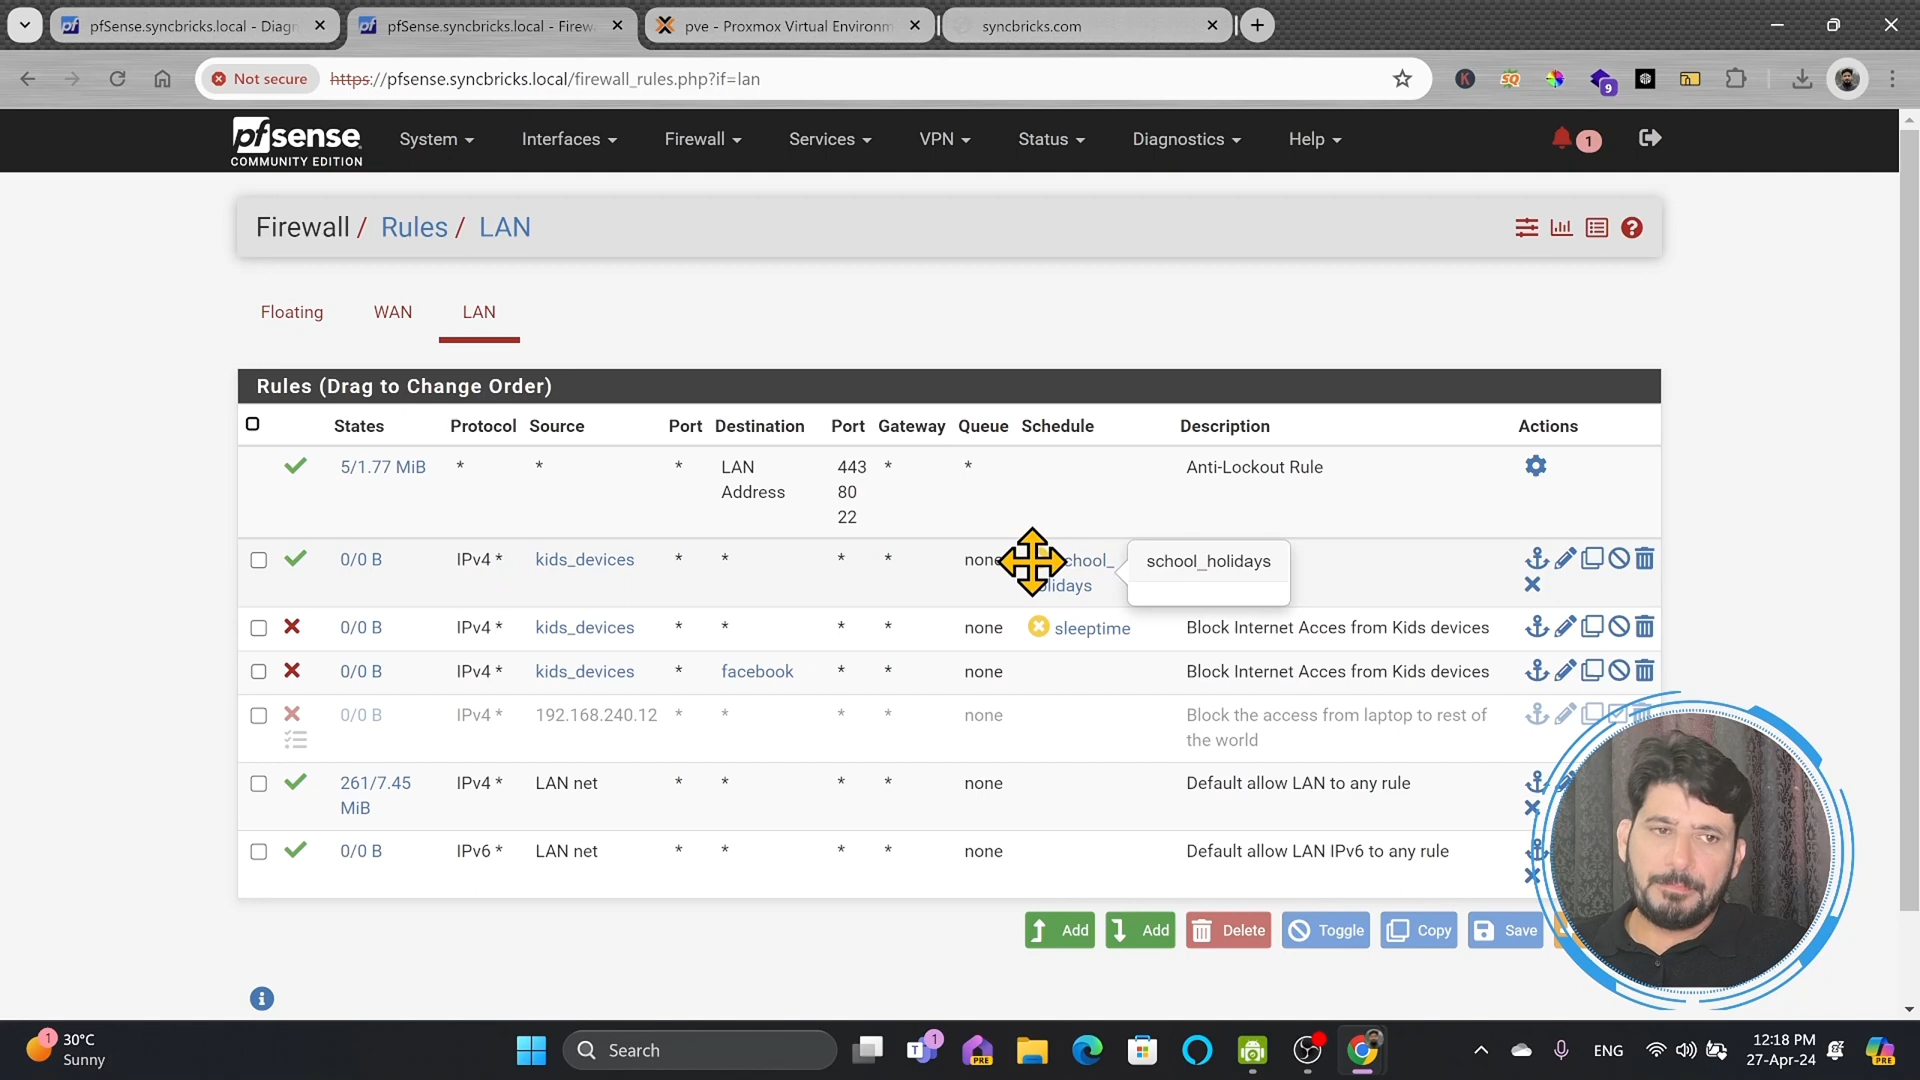 pfSense.syncbricks.local - Diagn
pfSense.syncbricks.local - Firew
pve - Proxmox Virtual Environm
syncbricks.com
Not secure
https://pfsense.syncbricks.local/firewall_rules.php?if=lan
9
pfsense
COMMUNITY EDITION
System
Interfaces
Firewall
Services
VPN
Status
Diagnostics
Help
1
Firewall / Rules / LAN
Floating
WAN
LAN
Rules (Drag to Change Order)
States Protocol Source Port Destination Port Gateway Queue Schedule Description Actions
5/1.77 MiB * * * LAN 443 * * Anti-Lockout Rule
Address 80
22
0/0 B IPv4 * kids_devices * * * * none chool_ school_holidays
olidays
0/0 B IPv4 * kids_devices * * * * none sleeptime Block Internet Acces from Kids devices
0/0 B IPv4 * kids_devices * facebook * * none Block Internet Acces from Kids devices
0/0 B IPv4 * 192.168.240.12 * * * * none Block the access from laptop to rest of
the world
261/7.45 IPv4 * LAN net * * * * none Default allow LAN to any rule
MiB
0/0 B IPv6 * LAN net * * * * none Default allow LAN IPv6 to any rule
Add Add Delete Toggle Copy Save
1
30°C
Sunny
Search
1
PRE
ENG
12:18 PM
27-Apr-24
PRE